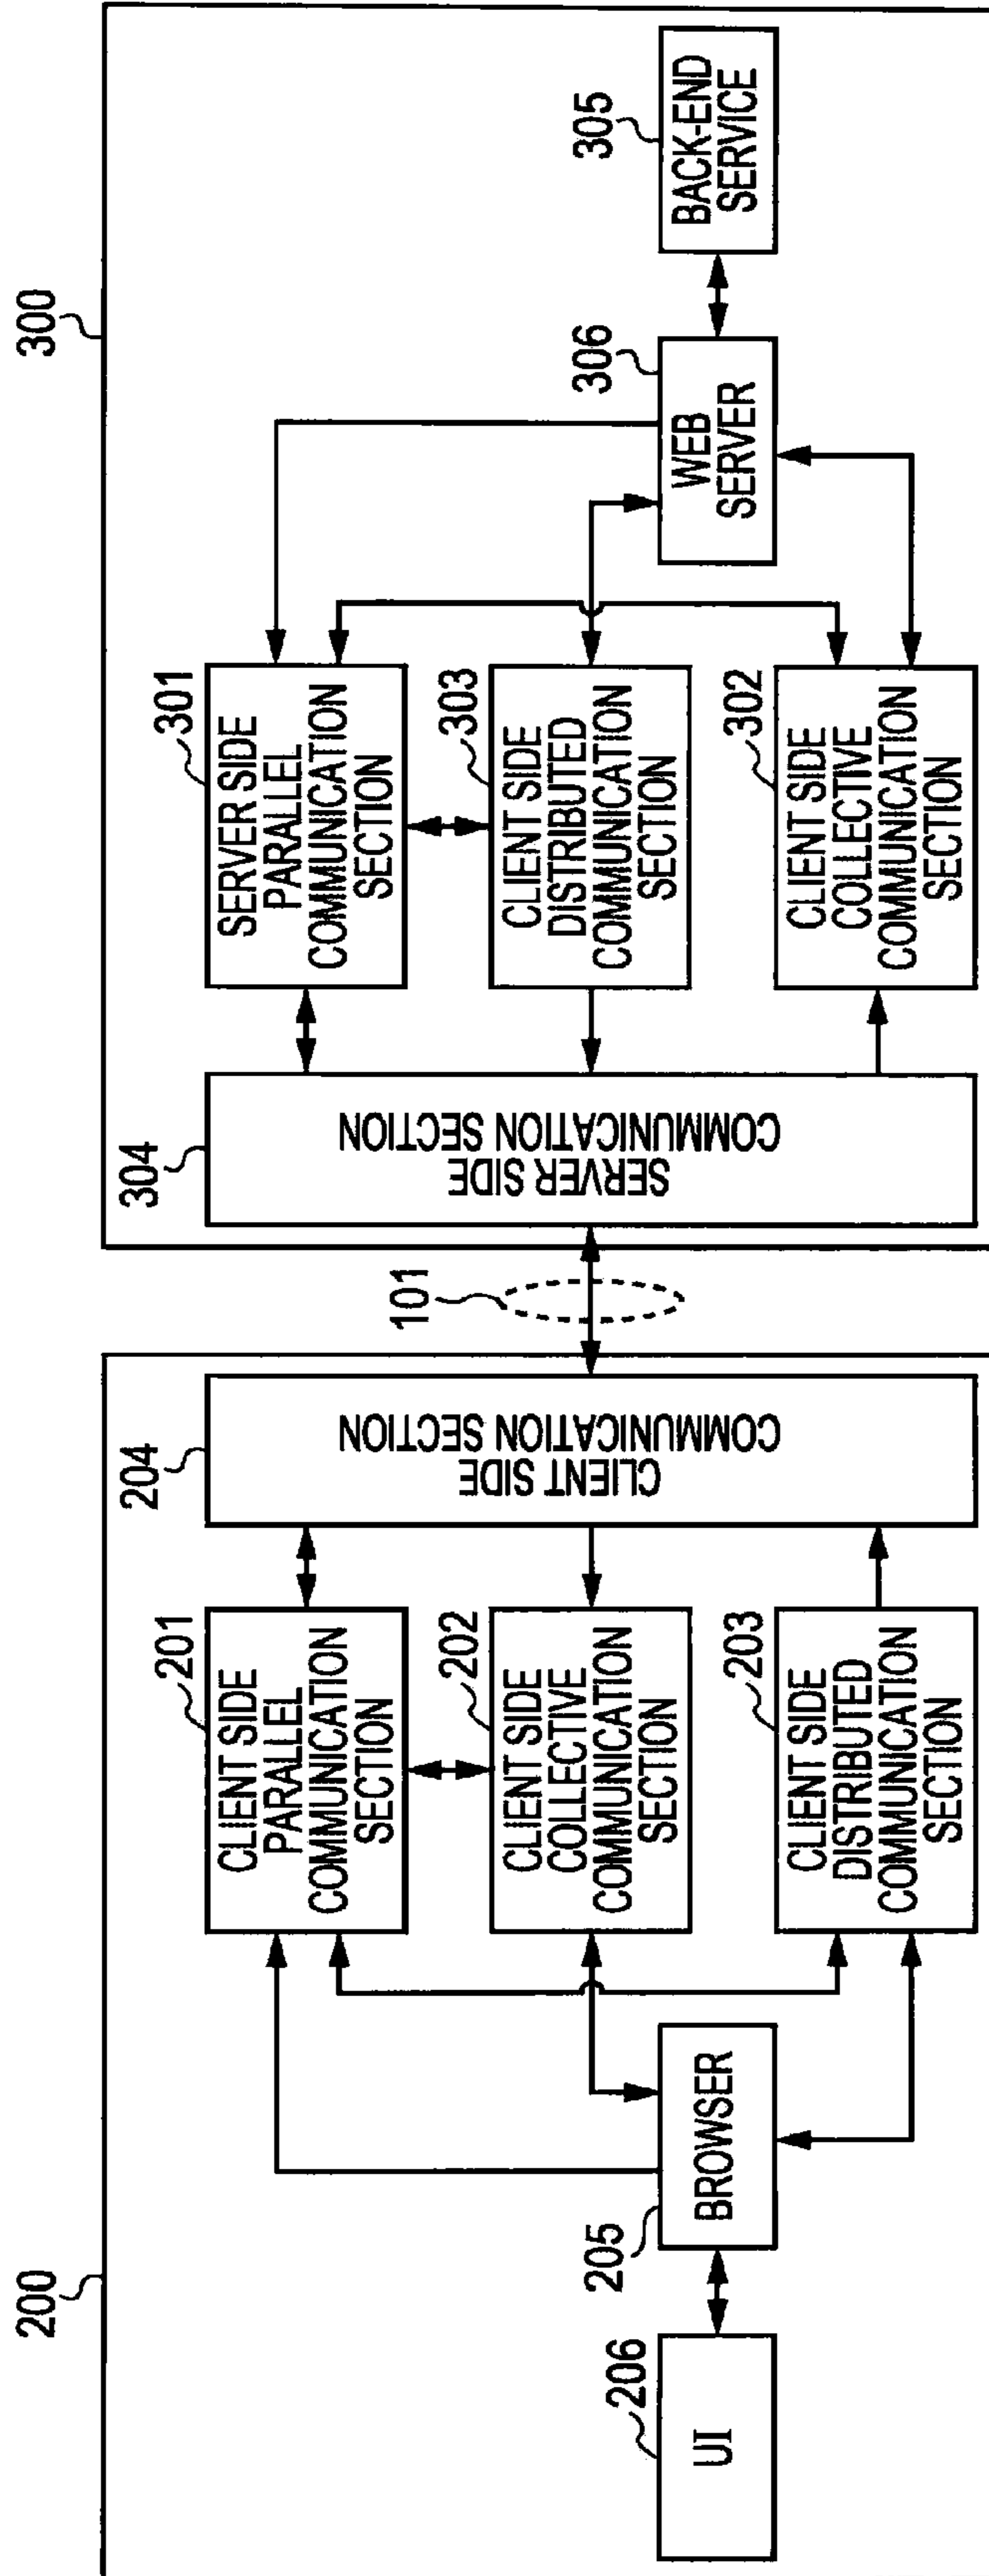 200
206
UI
205
BROWSER
201
CLIENT SIDE
PARALLEL
COMMUNICATION
SECTION
202
CLIENT SIDE
COLLECTIVE
COMMUNICATION
SECTION
203
CLIENT SIDE
DISTRIBUTED
COMMUNICATION
SECTION
204
CLIENT SIDE
COMMUNICATION SECTION
101
300
304
SERVER SIDE
COMMUNICATION SECTION
301
SERVER SIDE
PARALLEL
COMMUNICATION
SECTION
303
CLIENT SIDE
DISTRIBUTED
COMMUNICATION
SECTION
302
CLIENT SIDE
COLLECTIVE
COMMUNICATION
SECTION
306
WEB
SERVER
305
BACK-END
SERVICE